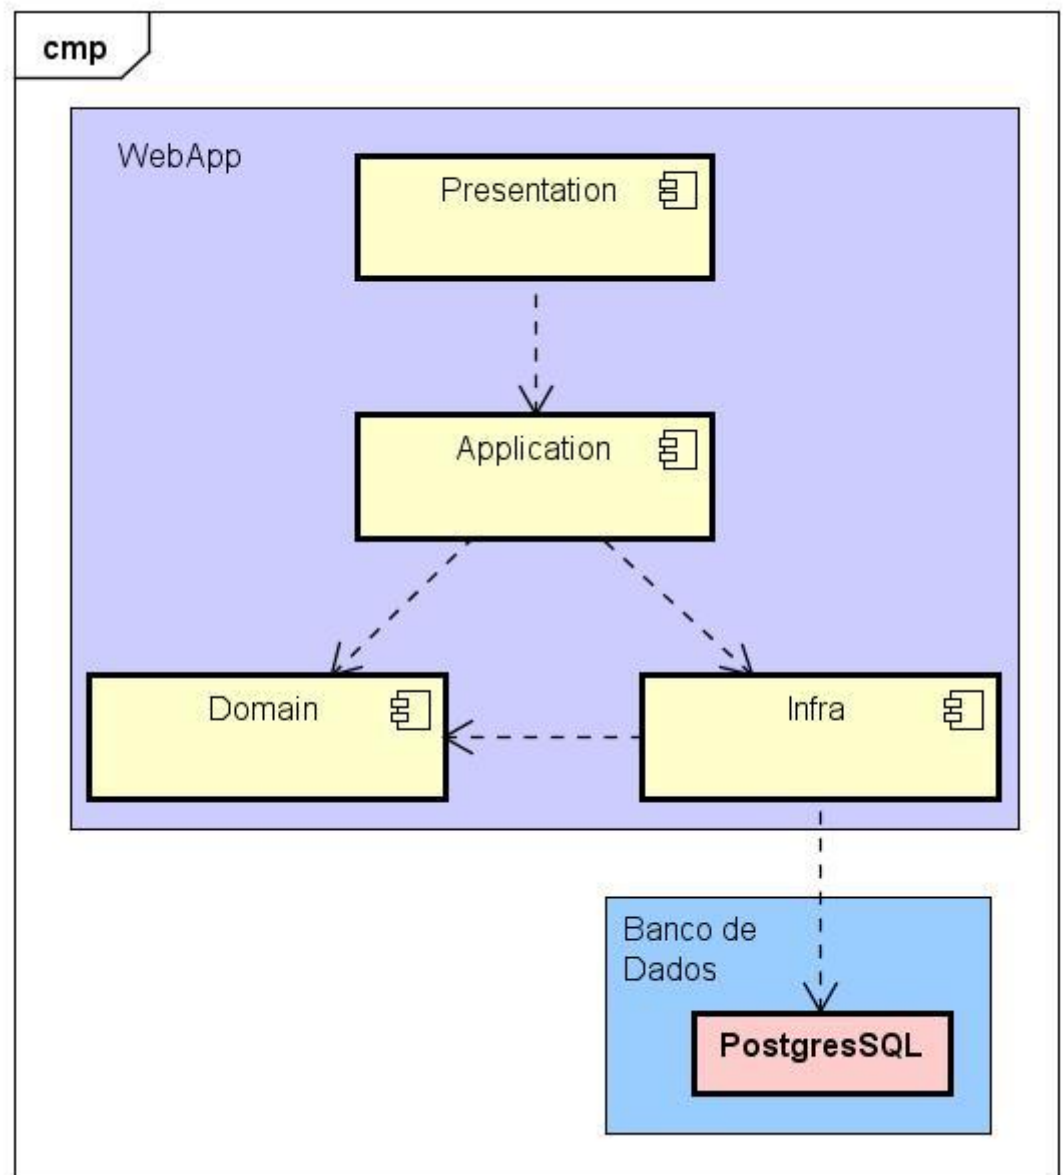 cmp
WebApp
Presentation
Application
Domain
Infra
Banco de
Dados
PostgresSQL